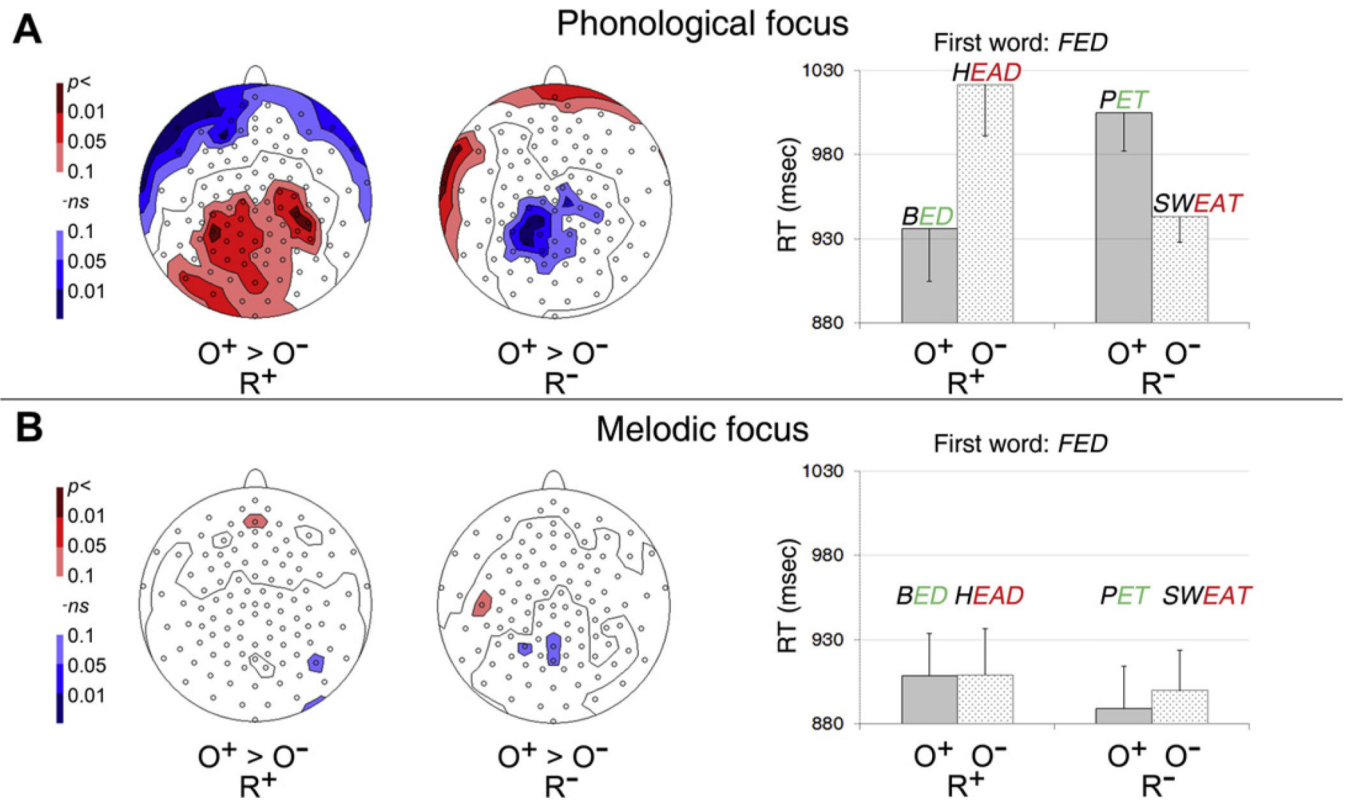 A
Phonological focus
p<
0.01
0.05
0.1
-ns
0.1
0.05
0.01
O+ > O-
R+
O+ > O-
R-
First word: FED
RT (msec)
1030
980
930
880
BED
HEAD
PET
SWEAT
O+ O- O+ O-
R+ R-
B
Melodic focus
p<
0.01
0.05
0.1
-ns
0.1
0.05
0.01
O+ > O-
R+
O+ > O-
R-
First word: FED
RT (msec)
1030
980
930
880
BED HEAD PET SWEAT
O+ O- O+ O-
R+ R-